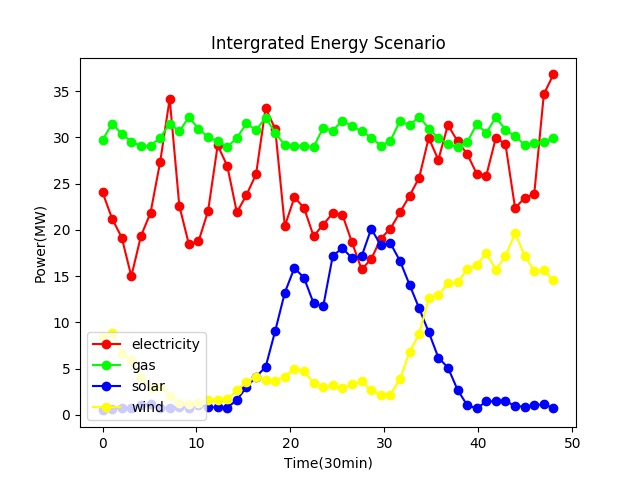 Intergrated Energy Scenario
Power(MW)
35
30
25
20
15
10
5
0
electricity
gas
solar
wind
0 10 20 30 40 50
Time(30min)